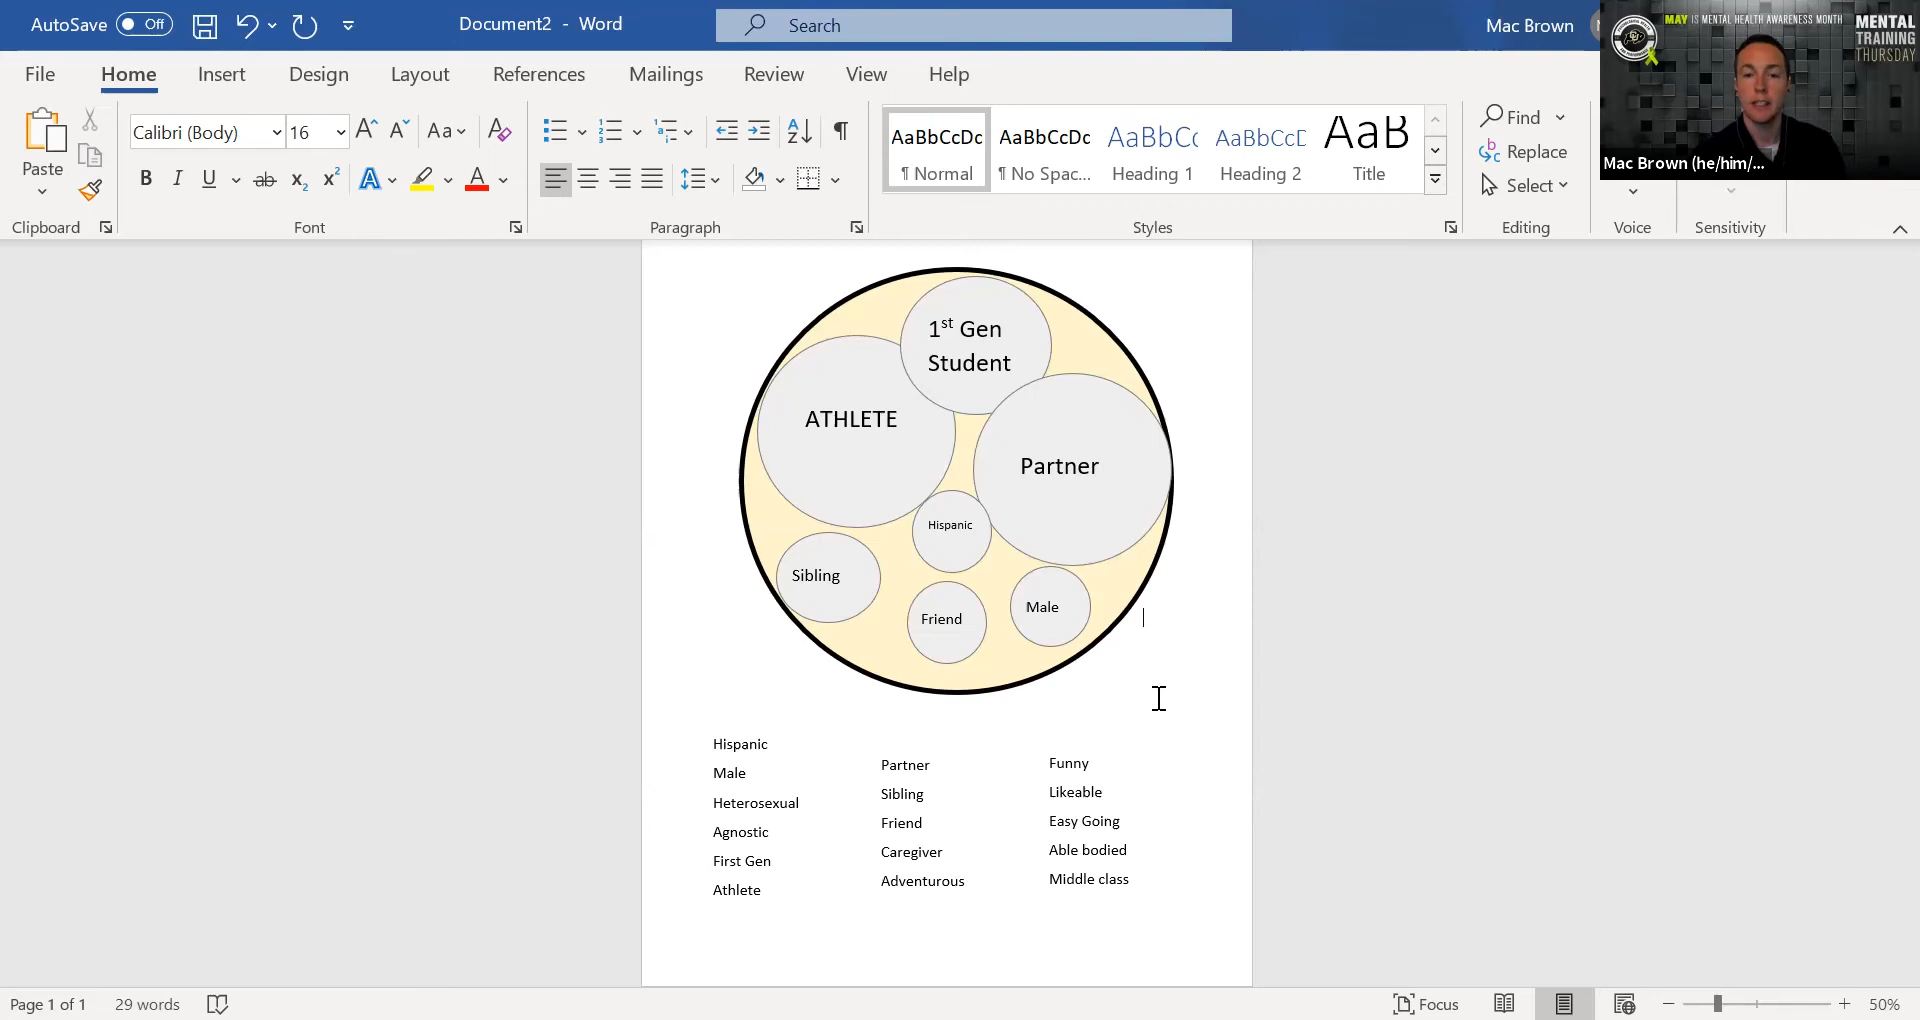 AutoSave Off
Document2 - Word
Search
Mac Brown
File Home Insert Design Layout References Mailings Review View Help
Paste
Clipboard
Calibri (Body) 16
Aa
B I U ab x₂ x² A A
Font
Paragraph
AaBbCcDc AaBbCcDc AaBbCc AaBbCcD AaB
¶ Normal ¶ No Spac... Heading 1 Heading 2 Title
Styles
Find
Replace
Select
Editing
Voice
Sensitivity
MAY IS MENTAL HEALTH AWARENESS MONTH
MENTAL
TRAINING
THURSDAY
Mac Brown (he/him/...
1st Gen
Student
ATHLETE
Partner
Hispanic
Sibling
Friend
Male
Hispanic
Male
Heterosexual
Agnostic
First Gen
Athlete
Partner
Sibling
Friend
Caregiver
Adventurous
Funny
Likeable
Easy Going
Able bodied
Middle class
Page 1 of 1 29 words
Focus
50%